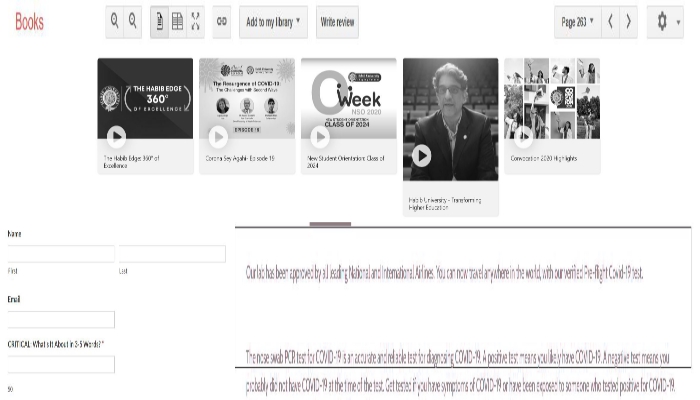 Books
Add to my library
Write review
Page 263
THE HABIB EDGE
360°
OF EXCELLENCE
The Habib Edge: 360° of
Excellence
The Resurgence of COVID-19:
The Challenges with Second Wave
EPISODE 19
Corona Sey Agahi- Episode 19
O Week
NSO 2020
NEW STUDENT ORIENTATION
CLASS OF 2024
New Student Orientation: Class of
2024
Habib University - Transforming
Higher Education
Convocation 2020 Highlights
Name
First
Last
Email
CRITICAL: What's It About In 3-5 Words? *
50
Our lab has been approved by all leading National and International Airlines. You can now travel anywhere in the world, with our verified Pre-flight Covid-19 test.
The nose swab PCR test for COVID-19 is an accurate and reliable test for diagnosing COVID-19. A positive test means you likely have COVID-19. A negative test means you
probably did not have COVID-19 at the time of the test. Get tested if you have symptoms of COVID-19 or have been exposed to someone who tested positive for COVID-19.